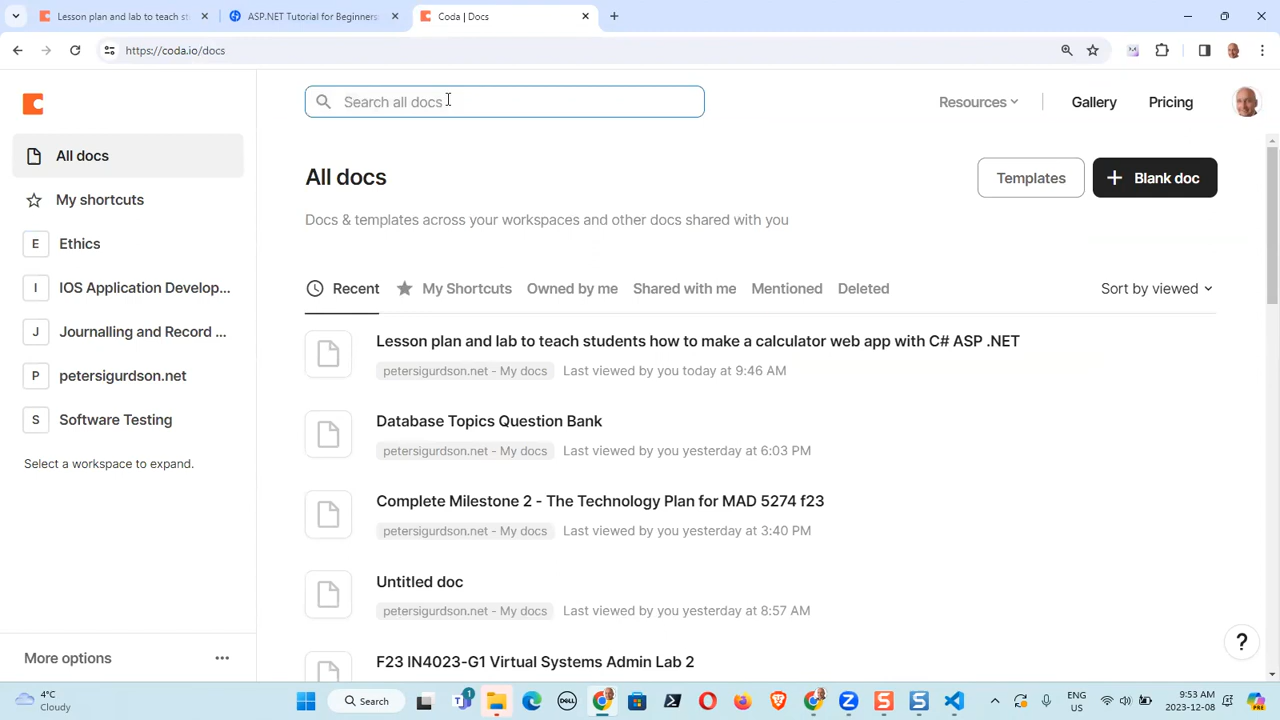 Lesson plan and lab to teach st
ASP.NET Tutorial for Beginners
Coda | Docs
https://coda.io/docs
Search all docs
Resources
Gallery
Pricing
All docs
My shortcuts
E Ethics
I IOS Application Develop...
J Journalling and Record ...
P petersigurdson.net
S Software Testing
Select a workspace to expand.
More options
All docs
Templates
+ Blank doc
Docs & templates across your workspaces and other docs shared with you
Recent
My Shortcuts
Owned by me
Shared with me
Mentioned
Deleted
Sort by viewed
Lesson plan and lab to teach students how to make a calculator web app with C# ASP .NET
petersigurdson.net - My docs Last viewed by you today at 9:46 AM
Database Topics Question Bank
petersigurdson.net - My docs Last viewed by you yesterday at 6:03 PM
Complete Milestone 2 - The Technology Plan for MAD 5274 f23
petersigurdson.net - My docs Last viewed by you yesterday at 3:40 PM
Untitled doc
petersigurdson.net - My docs Last viewed by you yesterday at 8:57 AM
F23 IN4023-G1 Virtual Systems Admin Lab 2
?
4°C
Cloudy
Search
1
DELL
ENG
US
9:53 AM
2023-12-08